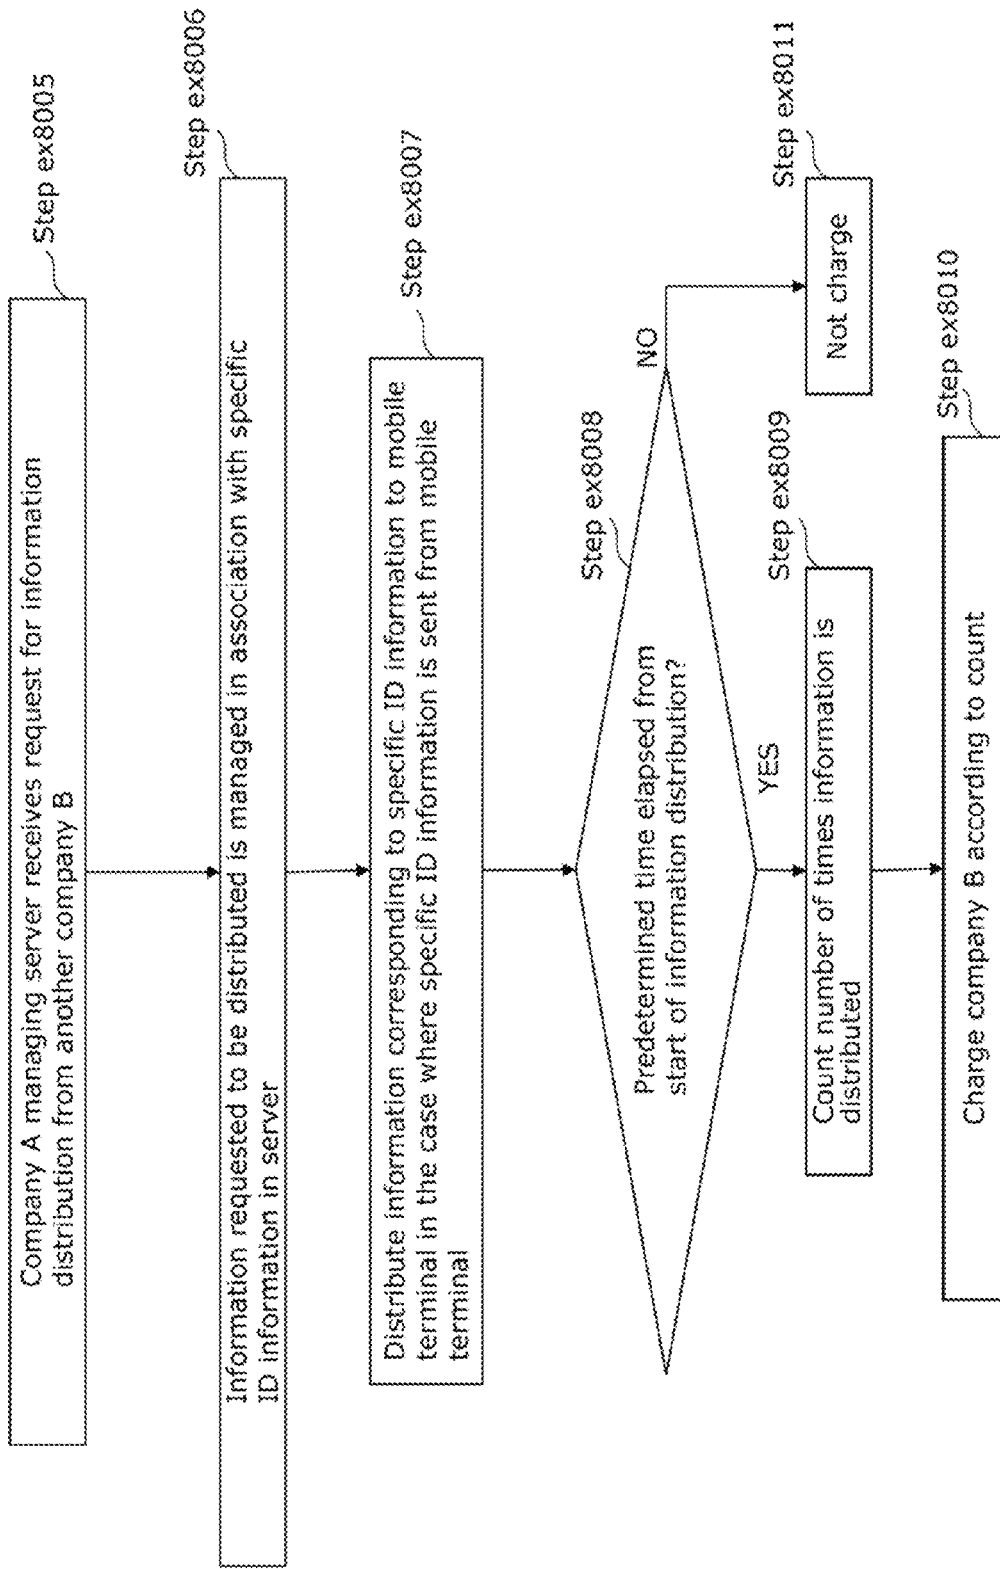 Step ex8005
Company A managing server receives request for information
distribution from another company B
Step ex8006
Information requested to be distributed is managed in association with specific
ID information in server
Step ex8007
Distribute information corresponding to specific ID information to mobile
terminal in the case where specific ID information is sent from mobile
terminal
Step ex8008
Predetermined time elapsed from
start of information distribution?
NO
YES
Step ex8009
Count number of times information is
distributed
Step ex8011
Not charge
Step ex8010
Charge company B according to count